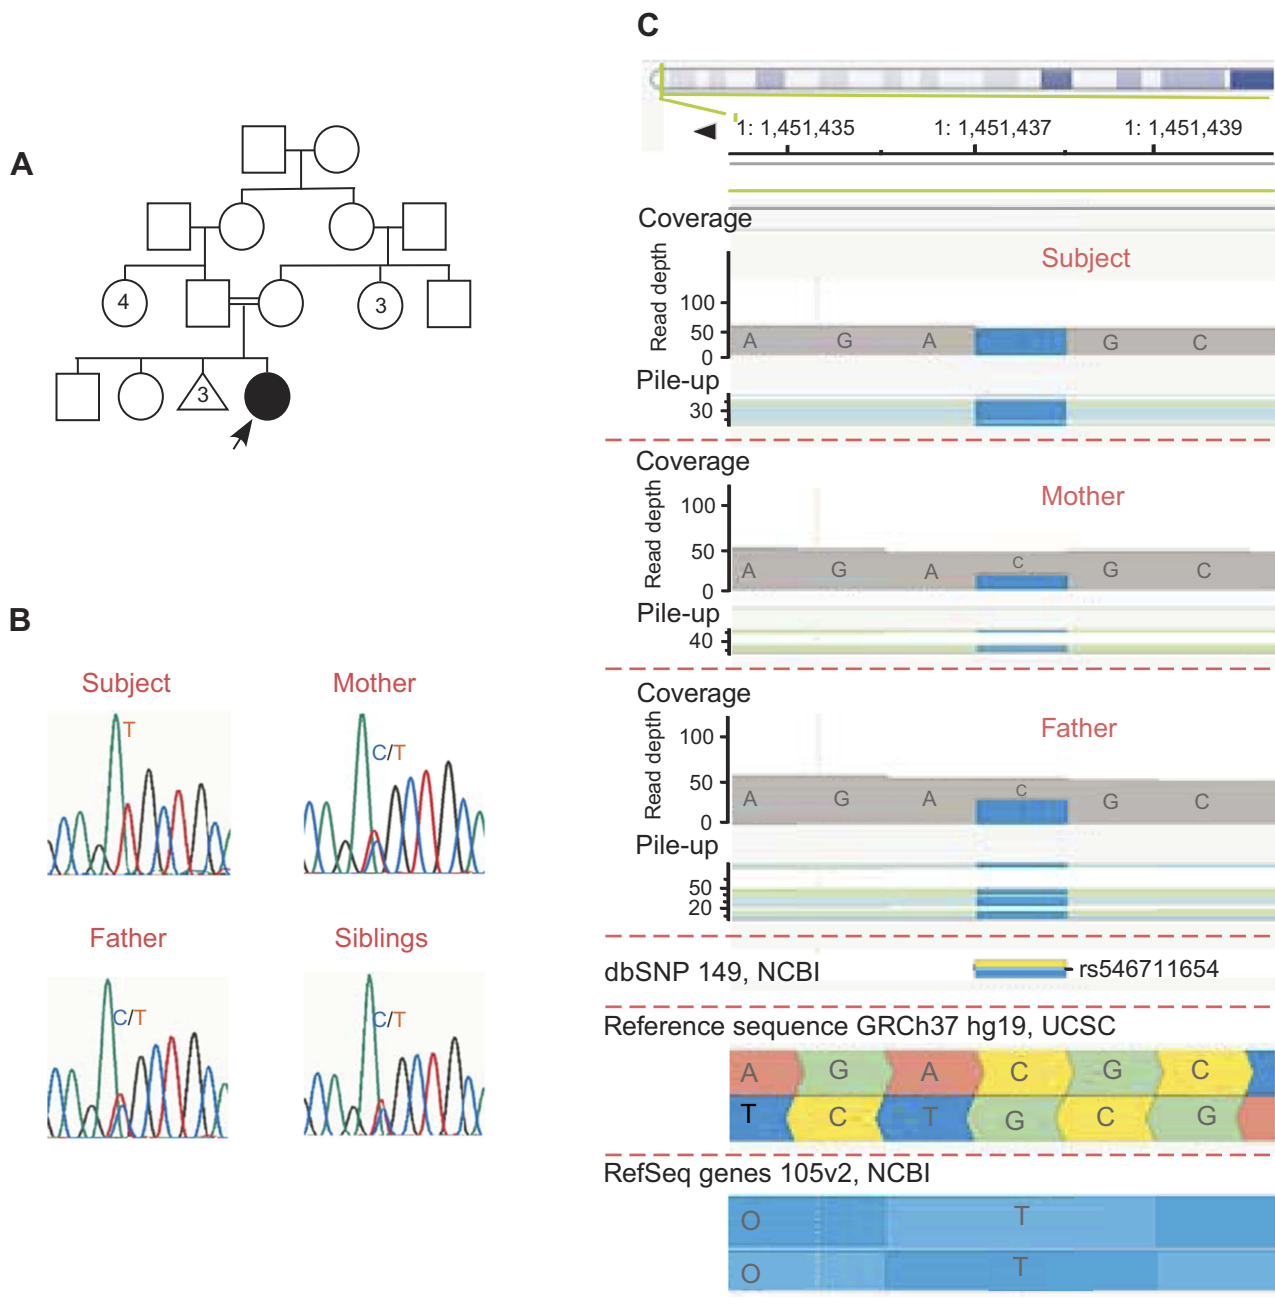 A
4
3
3
B
Subject
T
Mother
C/T
Father
C/T
Siblings
C/T
C
1: 1,451,435 1: 1,451,437 1: 1,451,439
Coverage
Subject
Read depth
100
50
0
A G A G C
Pile-up
30
Coverage
Mother
Read depth
100
50
0
A G A C G C
Pile-up
40
Coverage
Father
Read depth
100
50
0
A G A C G C
Pile-up
50
20
dbSNP 149, NCBI
rs546711654
Reference sequence GRCh37 hg19, UCSC
A G A C G C
T C T G C G
RefSeq genes 105v2, NCBI
O T
O T